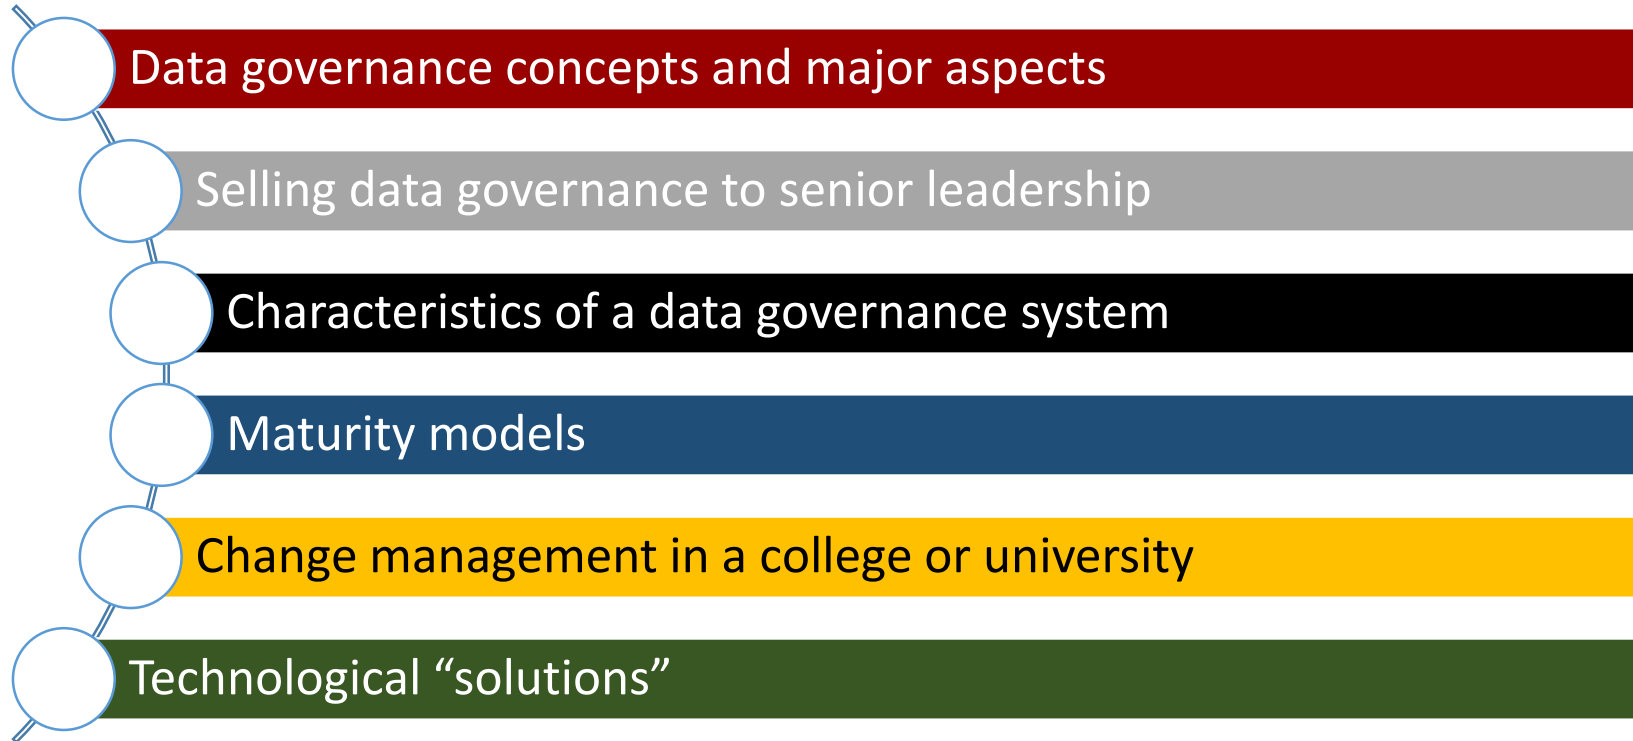 Data governance concepts and major aspects
Selling data governance to senior leadership
Characteristics of a data governance system
Maturity models
Change management in a college or university
Technological “solutions”